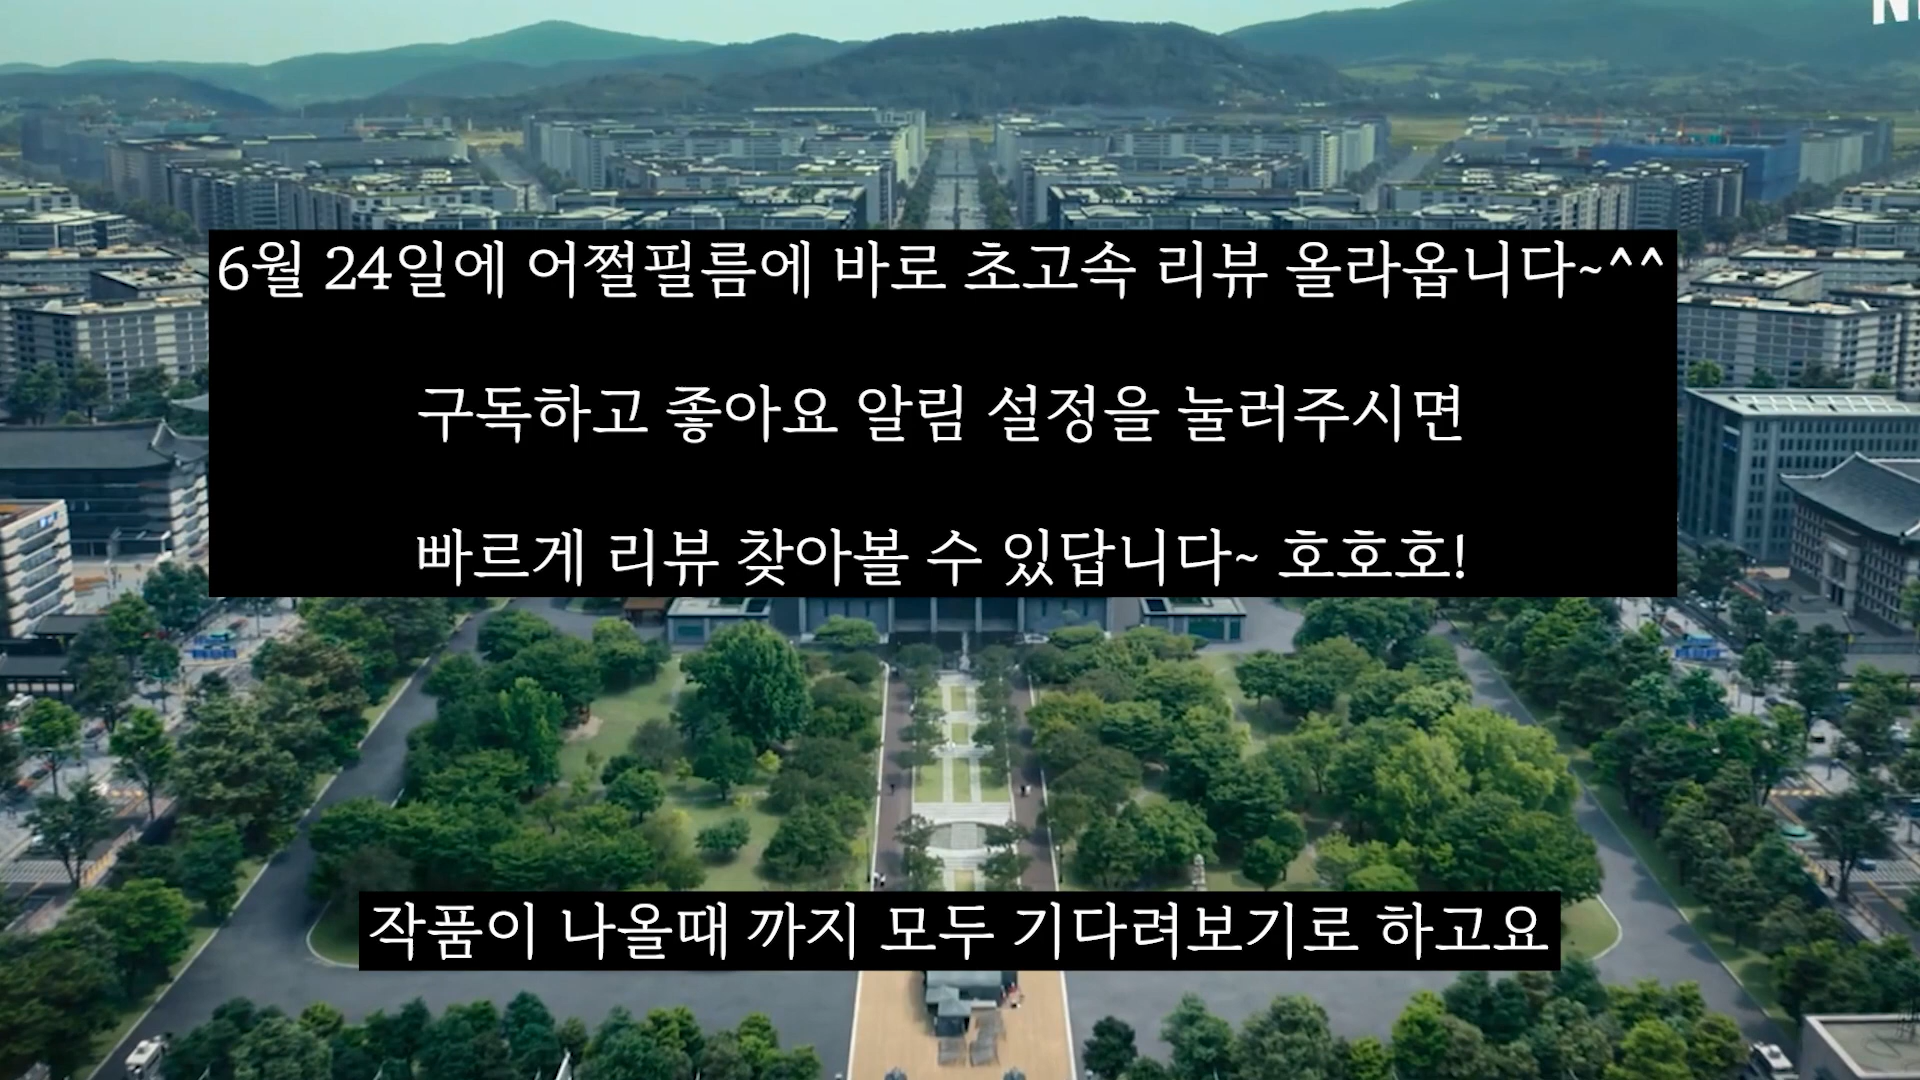 6월 24일에 어쩔필름에 바로 초고속 리뷰 올라옵니다~^^
구독하고 좋아요 알림 설정을 눌러주시면
빠르게 리뷰 찾아볼 수 있답니다~ 호호호!
작품이 나올때 까지 모두 기다려보기로 하고요